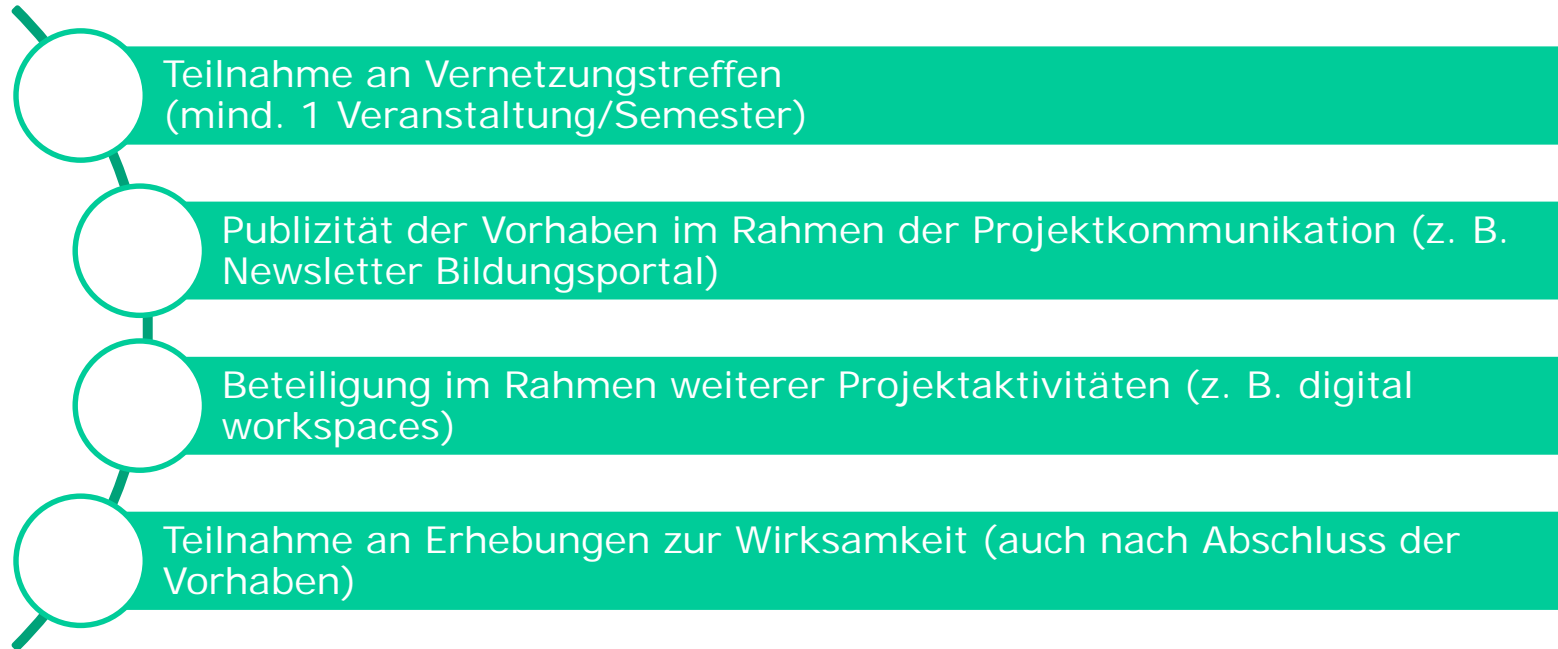 Teilnahme an Vernetzungstreffen
(mind. 1 Veranstaltung/Semester)
Publizität der Vorhaben im Rahmen der Projektkommunikation (z. B.
Newsletter Bildungsportal)
Beteiligung im Rahmen weiterer Projektaktivitäten (z. B. digital
workspaces)
Teilnahme an Erhebungen zur Wirksamkeit (auch nach Abschluss der
Vorhaben)